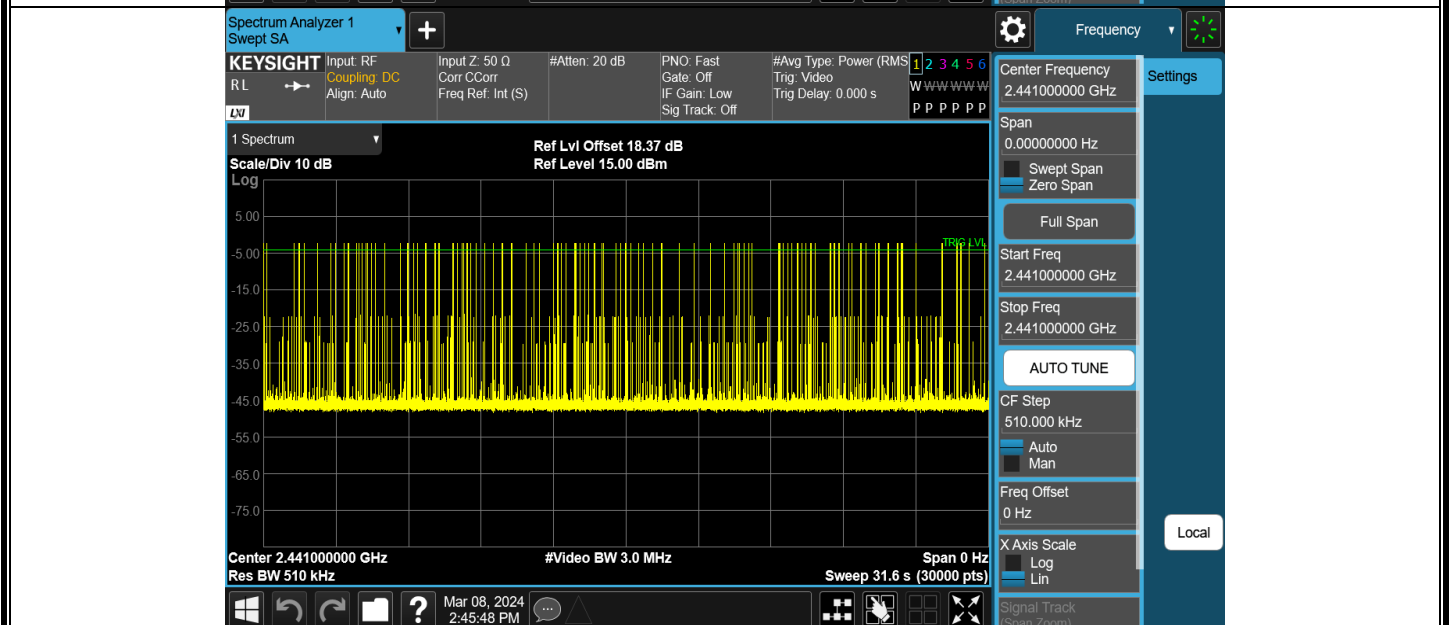 (Span Zoom)
Spectrum Analyzer 1
Swept SA
+
Frequency
KEYSIGHT
RL
LXI
Input: RF
Coupling: DC
Align: Auto
Input Z: 50 Ω
Corr CCorr
Freq Ref: Int (S)
#Atten: 20 dB
PNO: Fast
Gate: Off
IF Gain: Low
Sig Track: Off
#Avg Type: Power (RMS
Trig: Video
Trig Delay: 0.000 s
1 2 3 4 5 6
W W W W W W
P P P P P P
1 Spectrum
Scale/Div 10 dB
Log
Ref Lvl Offset 18.37 dB
Ref Level 15.00 dBm
TRIG LVL
5.00
-5.00
-15.0
-25.0
-35.0
-45.0
-55.0
-65.0
-75.0
Center 2.441000000 GHz
#Video BW 3.0 MHz
Span 0 Hz
Res BW 510 kHz
Sweep 31.6 s (30000 pts)
Center Frequency
2.441000000 GHz
Settings
Span
0.00000000 Hz
Swept Span
Zero Span
Full Span
Start Freq
2.441000000 GHz
Stop Freq
2.441000000 GHz
AUTO TUNE
CF Step
510.000 kHz
Auto
Man
Freq Offset
0 Hz
X Axis Scale
Log
Lin
Local
Signal Track
(Span Zoom)
?
Mar 08, 2024
2:45:48 PM